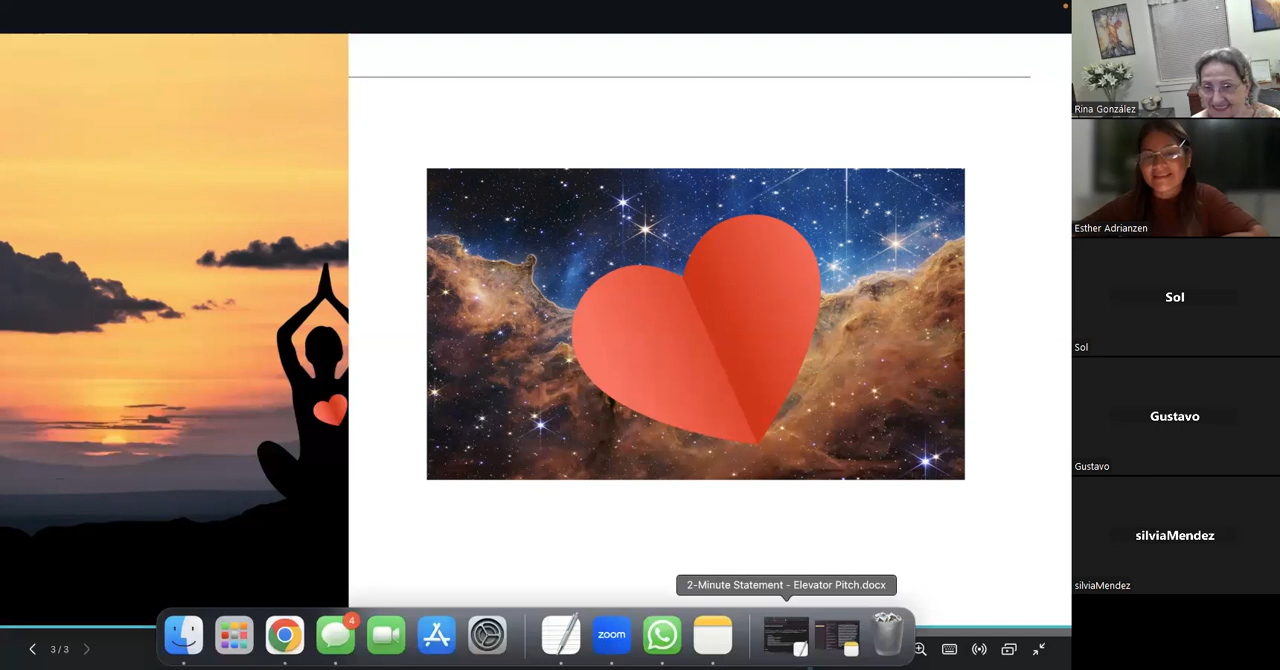 Rina González
Esther Adrianzen
Sol
Sol
Gustavo
Gustavo
silviaMendez
silviaMendez
2-Minute Statement - Elevator Pitch.docx
4
zoom
3 / 3